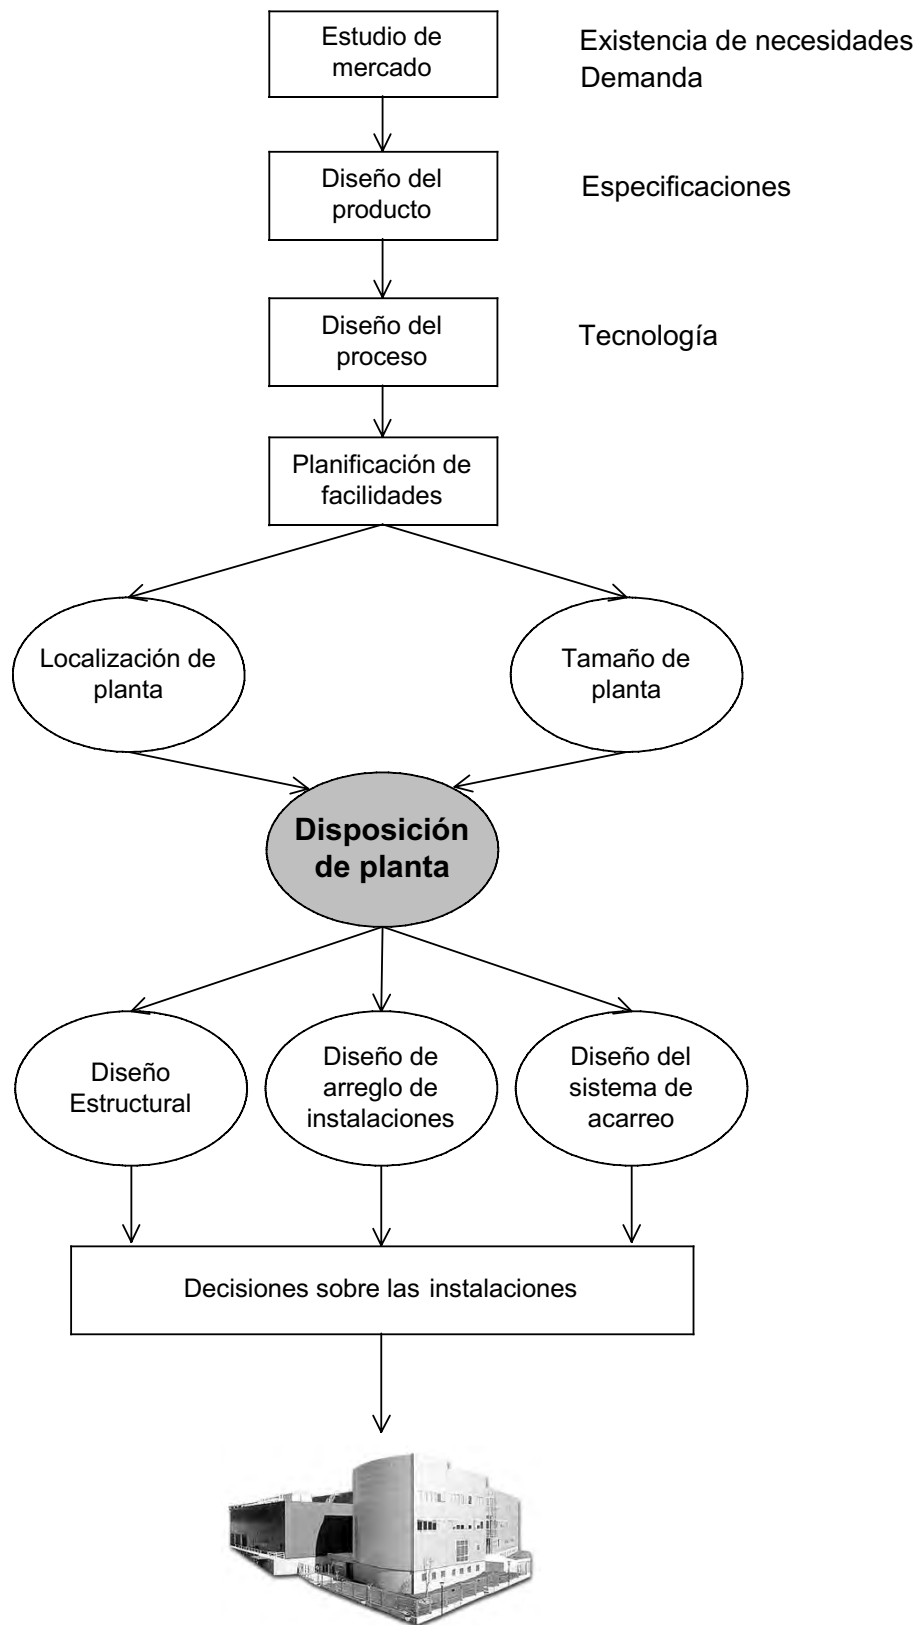 Estudio de
mercado
Existencia de necesidades
Demanda
Diseño del
producto
Especificaciones
Diseño del
proceso
Tecnología
Planificación de
facilidades
Localización de
planta
Tamaño de
planta
Disposición
de planta
Diseño
Estructural
Diseño de
arreglo de
instalaciones
Diseño del
sistema de
acarreo
Decisiones sobre las instalaciones